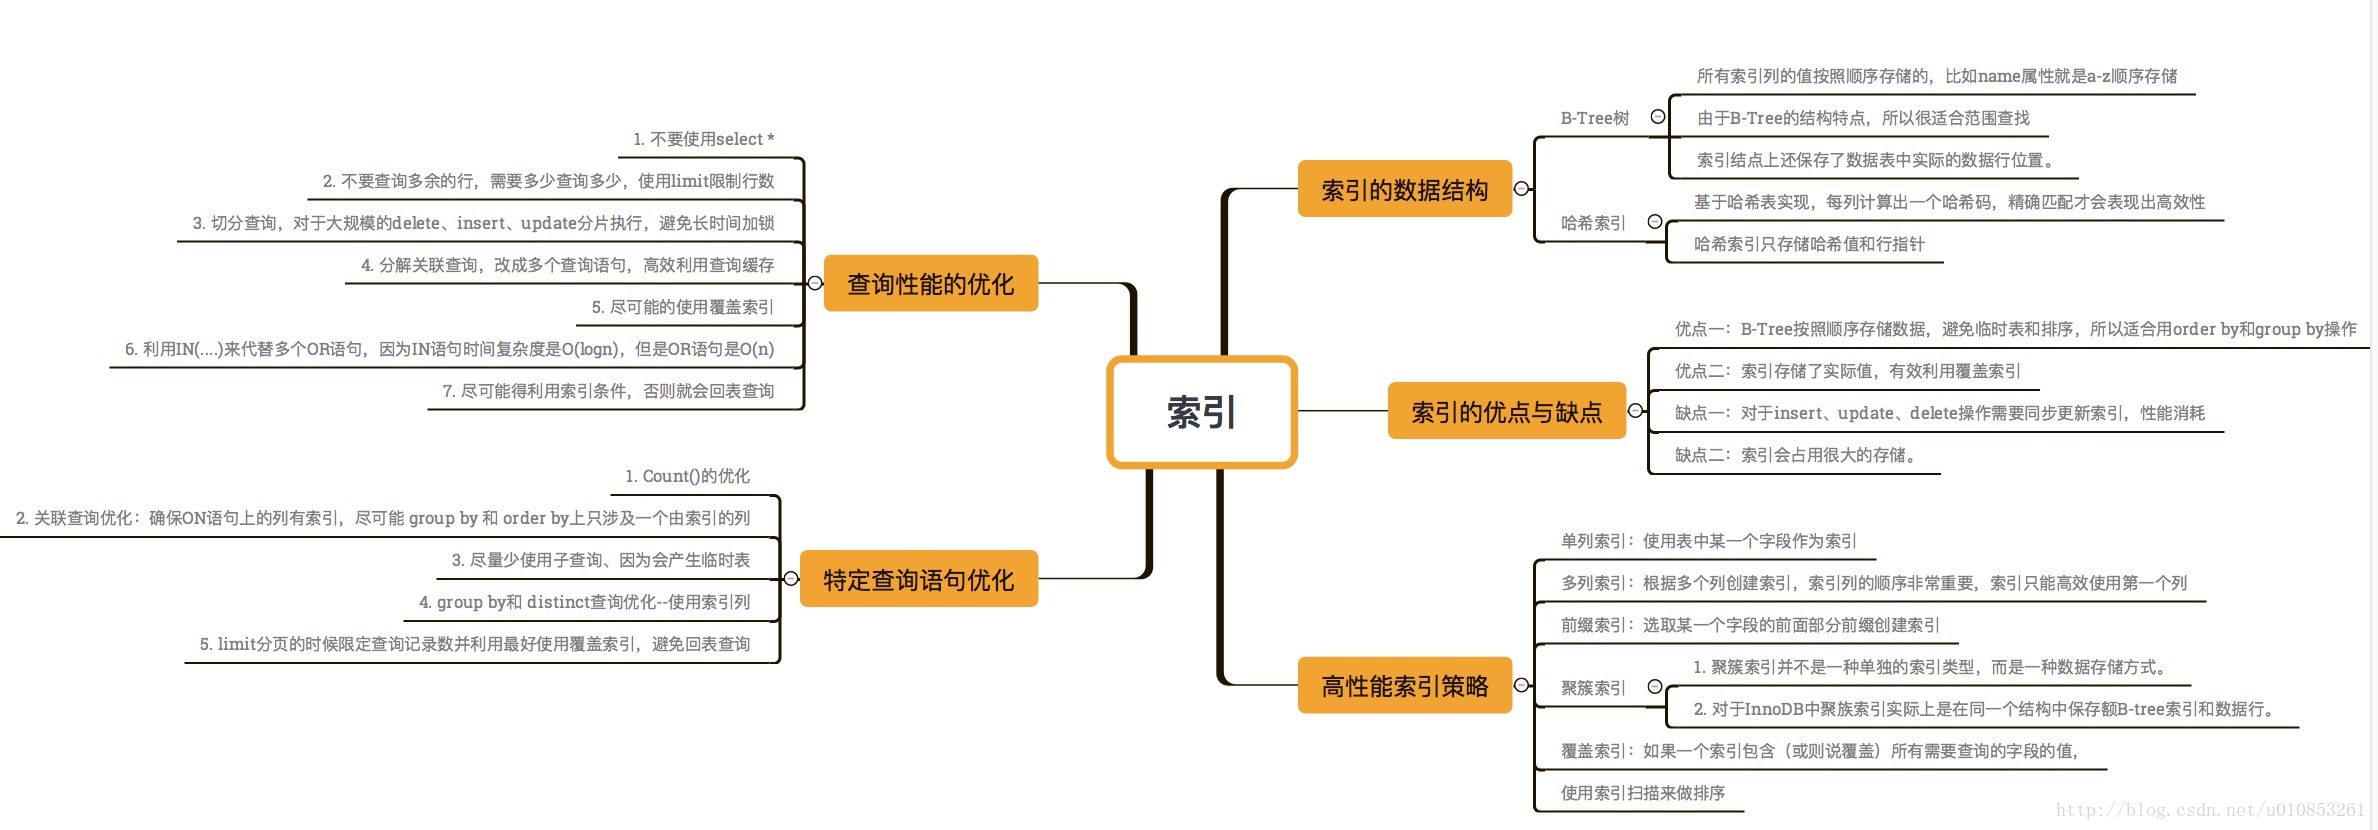 索引
索引的数据结构
B-Tree树
所有索引列的值按照顺序存储的，比如name属性就是a-z顺序存储
由于B-Tree的结构特点，所以很适合范围查找
索引结点上还保存了数据表中实际的数据行位置。
哈希索引
基于哈希表实现，每列计算出一个哈希码，精确匹配才会表现出高效性
哈希索引只存储哈希值和行指针
索引的优点与缺点
优点一：B-Tree按照顺序存储数据，避免临时表和排序，所以适合用order by和group by操作
优点二：索引存储了实际值，有效利用覆盖索引
缺点一：对于insert、update、delete操作需要同步更新索引，性能消耗
缺点二：索引会占用很大的存储。
高性能索引策略
单列索引：使用表中某一个字段作为索引
多列索引：根据多个列创建索引，索引列的顺序非常重要，索引只能高效使用第一个列
前缀索引：选取某一个字段的前面部分前缀创建索引
聚簇索引
1. 聚簇索引并不是一种单独的索引类型，而是一种数据存储方式。
2. 对于InnoDB中聚族索引实际上是在同一个结构中保存额B-tree索引和数据行。
覆盖索引：如果一个索引包含（或则说覆盖）所有需要查询的字段的值，
使用索引扫描来做排序
查询性能的优化
1. 不要使用select *
2. 不要查询多余的行，需要多少查询多少，使用limit限制行数
3. 切分查询，对于大规模的delete、insert、update分片执行，避免长时间加锁
4. 分解关联查询，改成多个查询语句，高效利用查询缓存
5. 尽可能的使用覆盖索引
6. 利用IN(....)来代替多个OR语句，因为IN语句时间复杂度是O(logn)，但是OR语句是O(n)
7. 尽可能得利用索引条件，否则就会回表查询
特定查询语句优化
1. Count()的优化
2. 关联查询优化：确保ON语句上的列有索引，尽可能 group by 和 order by上只涉及一个由索引的列
3. 尽量少使用子查询、因为会产生临时表
4. group by和 distinct查询优化--使用索引列
5. limit分页的时候限定查询记录数并利用最好使用覆盖索引，避免回表查询
http://blog.csdn.net/u010853261